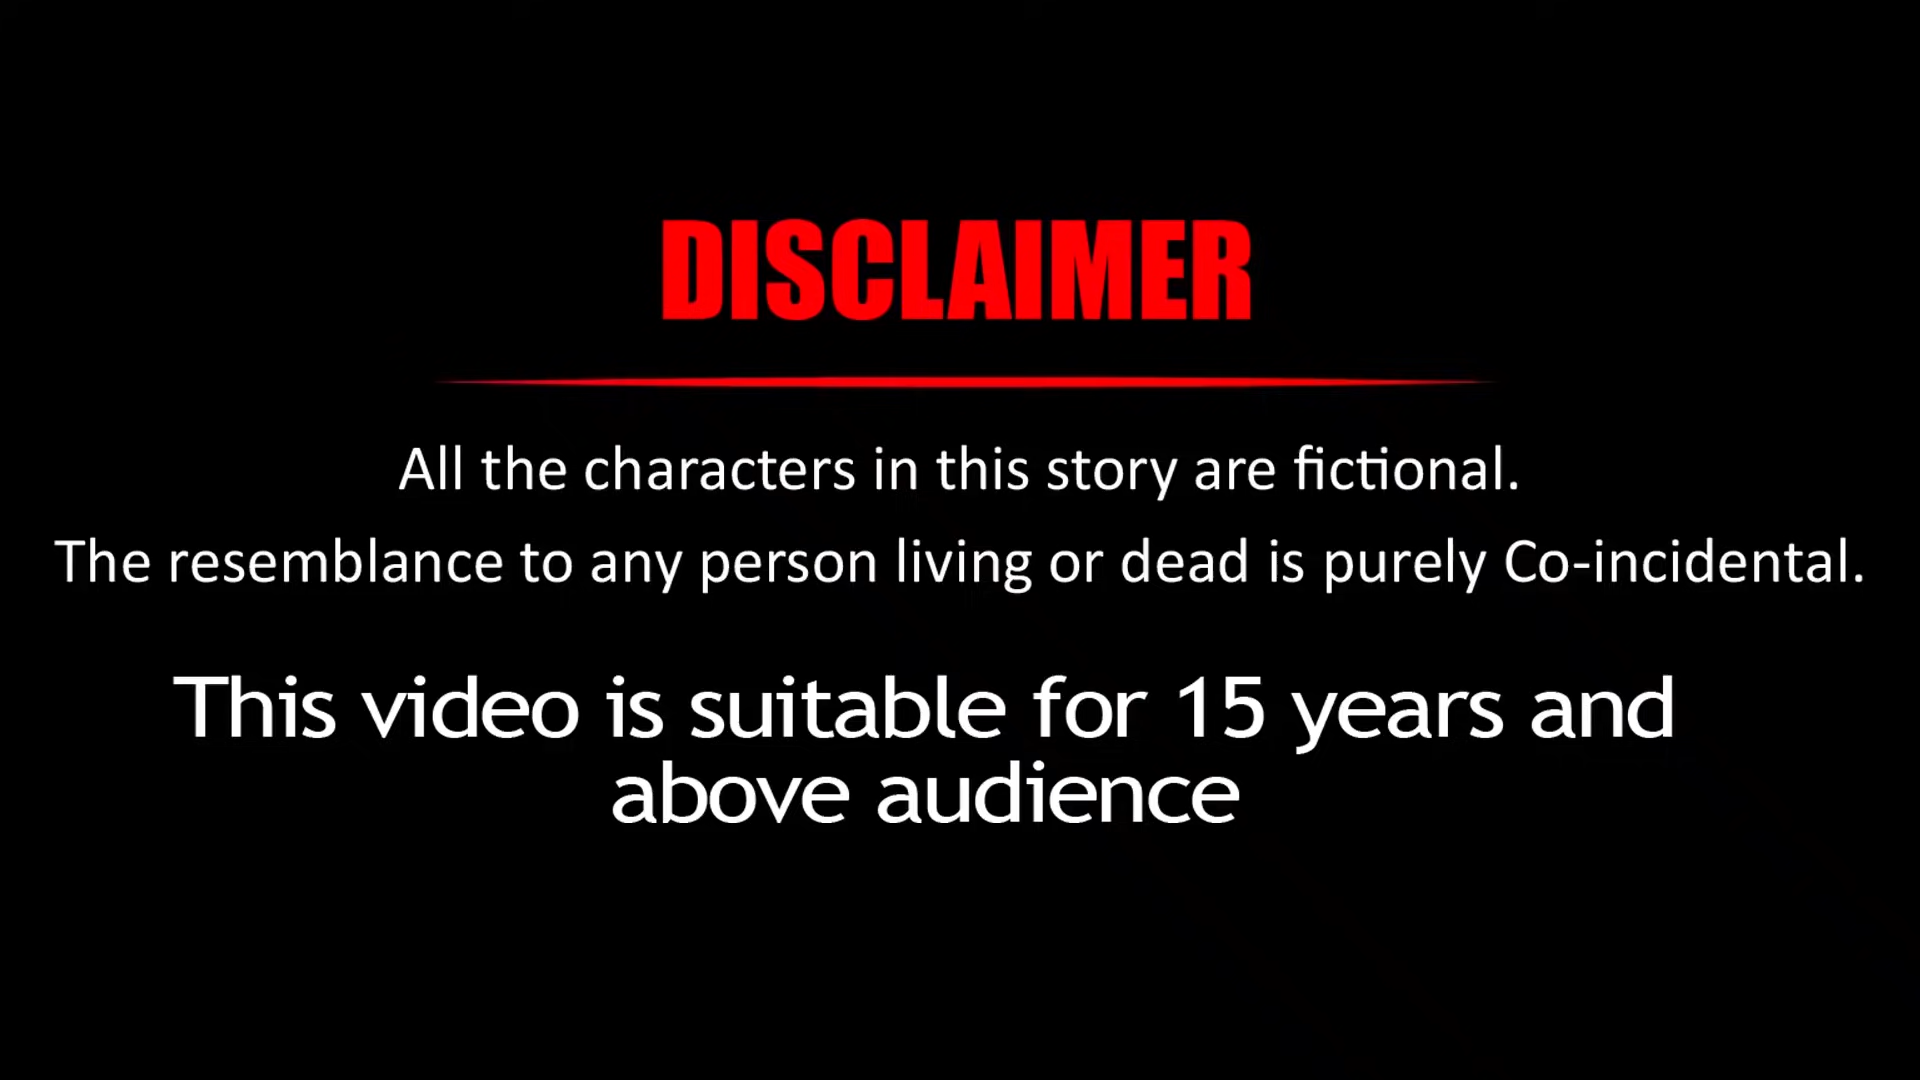 DISCLAIMER
All the characters in this story are fictional.
The resemblance to any person living or dead is purely Co-incidental.
This video is suitable for 15 years and
above audience